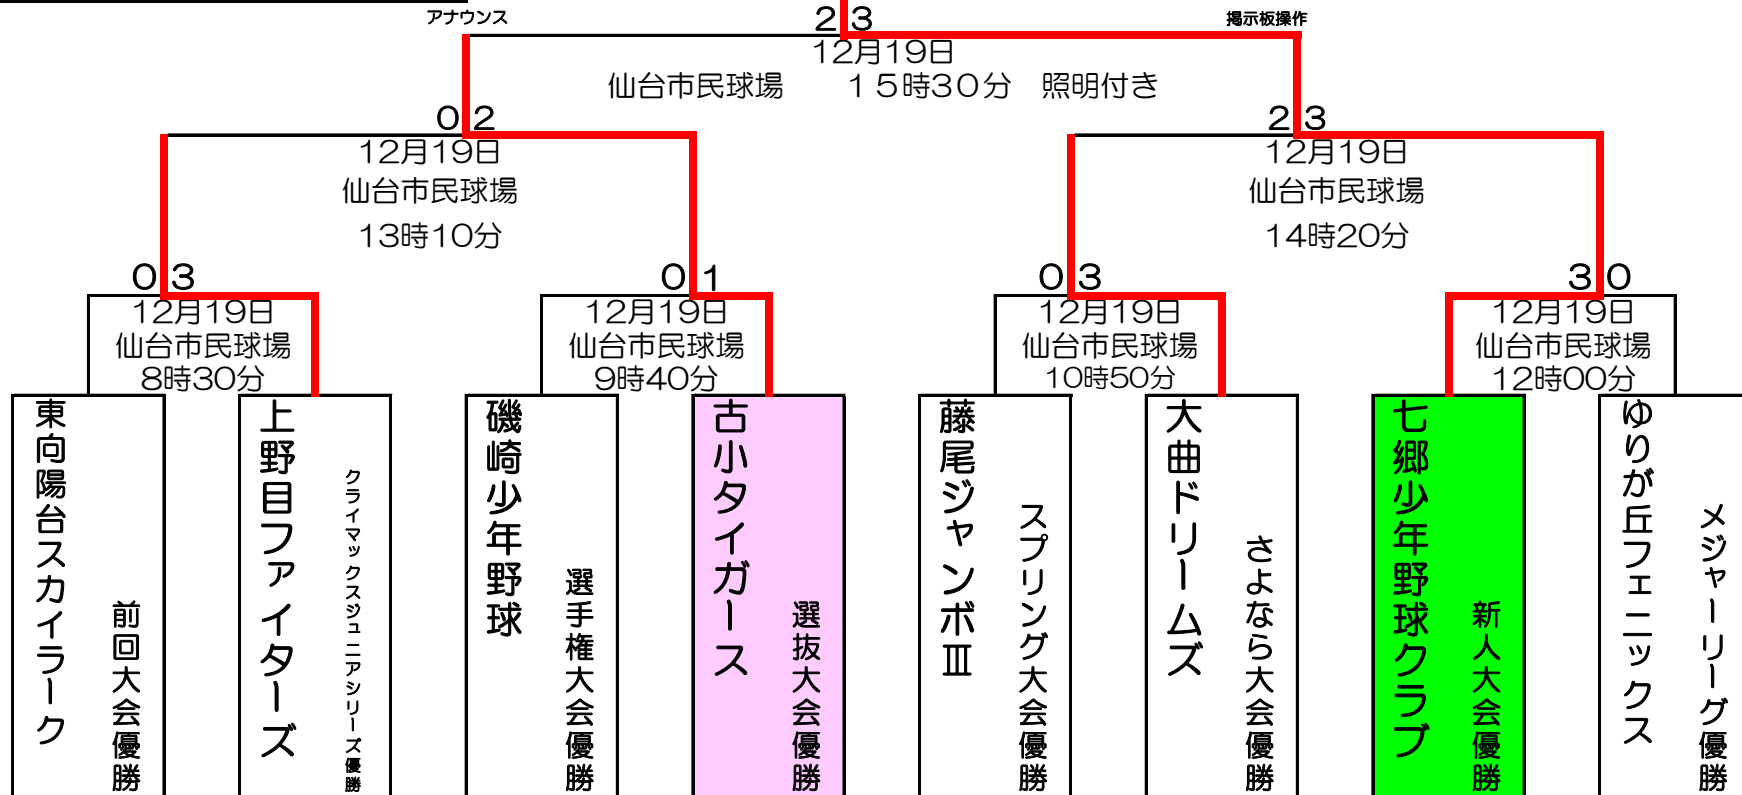 アナウンス
2 3
掲示板操作
12月19日
仙台市民球場 15時30分 照明付き
0 2
2 3
12月19日
仙台市民球場
13時10分
12月19日
仙台市民球場
14時20分
0 3
0 1
0 3
3 0
12月19日
仙台市民球場
8時30分
12月19日
仙台市民球場
9時40分
12月19日
仙台市民球場
10時50分
12月19日
仙台市民球場
12時00分
東向陽台スカイラーク
前回大会優勝
上野目ファイターズ
クライマックスジュニアシリーズ優勝
磯崎少年野球
選手権大会優勝
古小タイガース
選抜大会優勝
藤尾ジャンボⅢ
スプリング大会優勝
大曲ドリームズ
さよなら大会優勝
七郷少年野球クラブ
新人大会優勝
ゆりが丘フェニックス
メジャーリーグ優勝